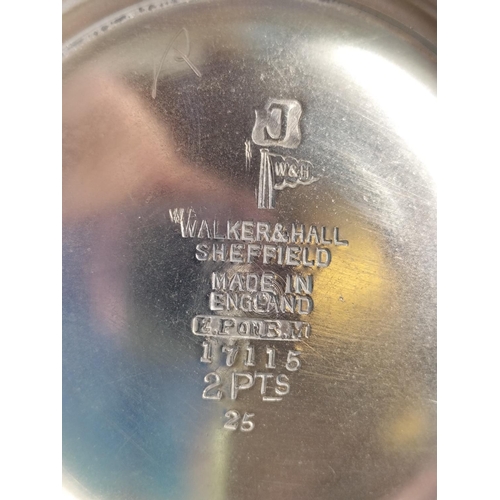 J
W&H
WALKER&HALL
SHEFFIELD
MADE IN
ENGLAND
E.P ON B.M
17115
2 PTS
25